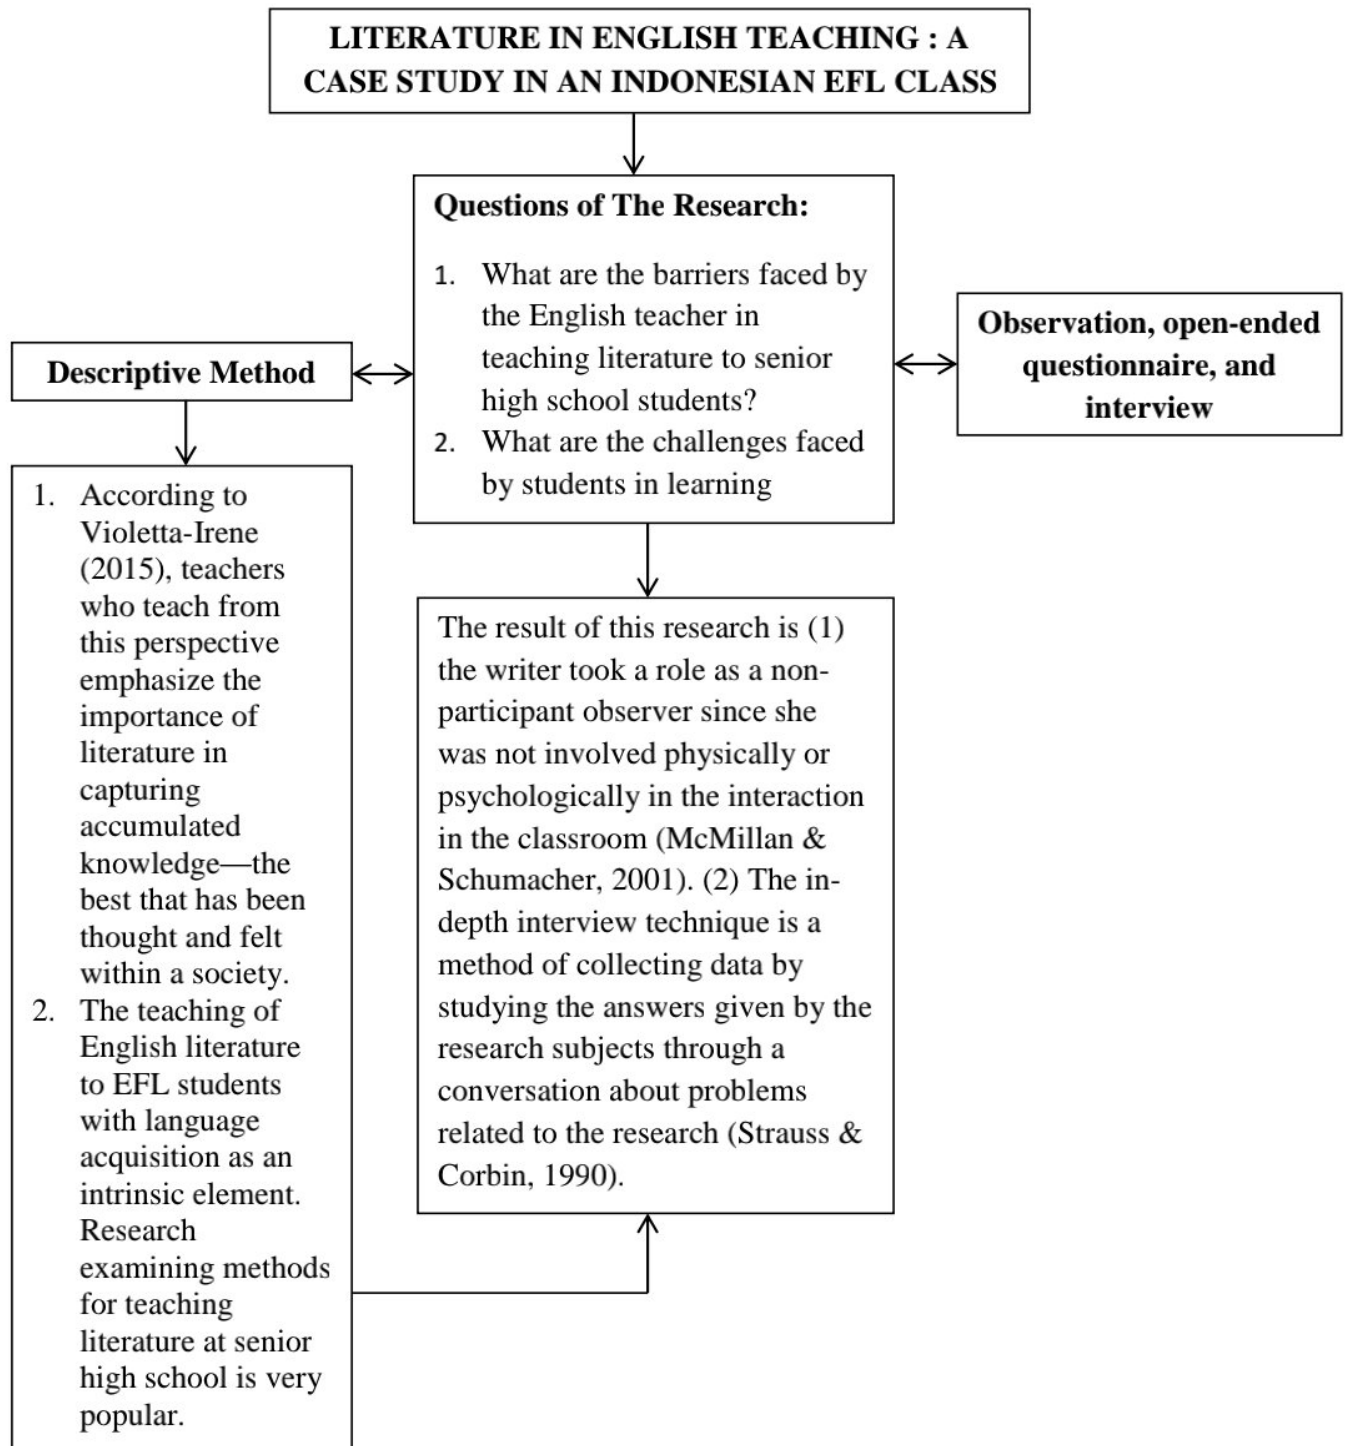 LITERATURE IN ENGLISH TEACHING : A
CASE STUDY IN AN INDONESIAN EFL CLASS
Questions of The Research:
1. What are the barriers faced by
the English teacher in
teaching literature to senior
high school students?
2. What are the challenges faced
by students in learning
Observation, open-ended
questionnaire, and
interview
Descriptive Method
1. According to
Violetta-Irene
(2015), teachers
who teach from
this perspective
emphasize the
importance of
literature in
capturing
accumulated
knowledge—the
best that has been
thought and felt
within a society.
2. The teaching of
English literature
to EFL students
with language
acquisition as an
intrinsic element.
Research
examining methods
for teaching
literature at senior
high school is very
popular.
The result of this research is (1)
the writer took a role as a non-
participant observer since she
was not involved physically or
psychologically in the interaction
in the classroom (McMillan &
Schumacher, 2001). (2) The in-
depth interview technique is a
method of collecting data by
studying the answers given by the
research subjects through a
conversation about problems
related to the research (Strauss &
Corbin, 1990).